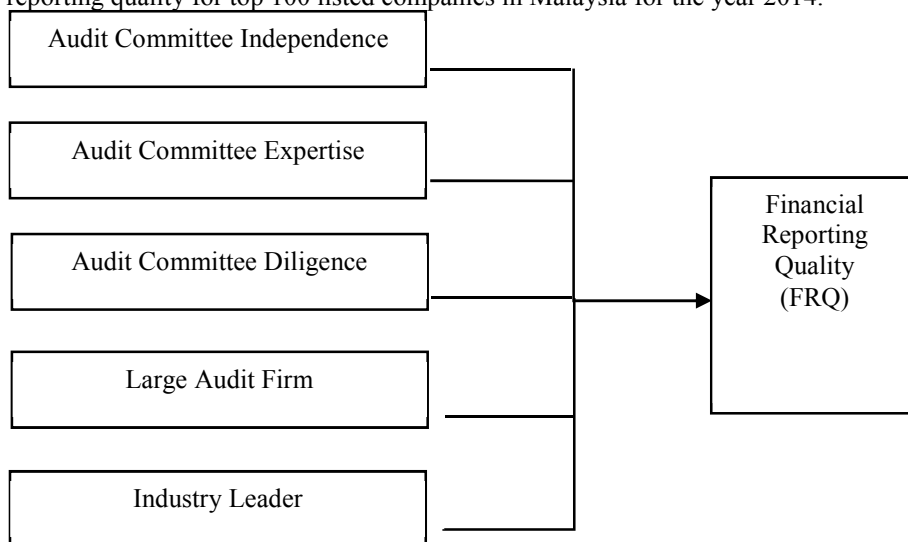 reporting quality for top 100 listed companies in Malaysia for the year 2014.
Audit Committee Independence
Audit Committee Expertise
Audit Committee Diligence
Large Audit Firm
Industry Leader
Financial
Reporting
Quality
(FRQ)